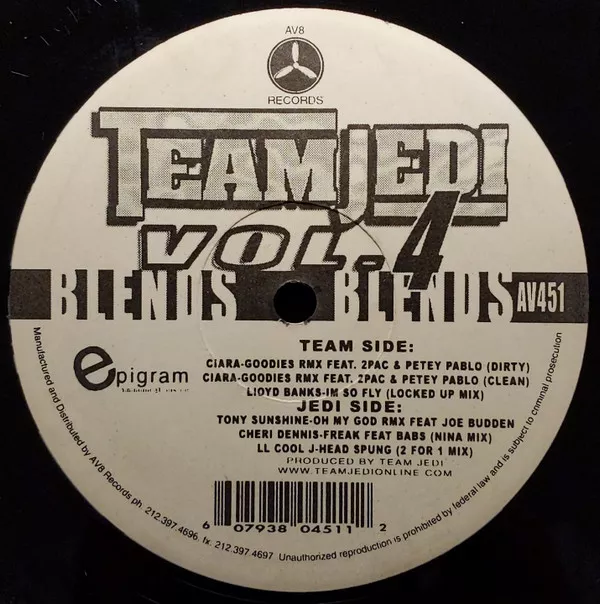 AV8
RECORDS
TEAM JEDI
VOL. 4
BLENDS BLENDS AV451
TEAM SIDE:
CIARA-GOODIES RMX FEAT. 2PAC & PETEY PABLO (DIRTY)
CIARA-GOODIES RMX FEAT. 2PAC & PETEY PABLO (CLEAN)
LLOYD BANKS-IM SO FLY (LOCKED UP MIX)
JEDI SIDE:
TONY SUNSHINE-OH MY GOD RMX FEAT JOE BUDDEN
CHERI DENNIS-FREAK FEAT BABS (NINA MIX)
LL COOL J-HEAD SPUNG (2 FOR 1 MIX)
PRODUCED BY TEAM JEDI
WWW.TEAMJEDIONLINE.COM
epigram
6 07938 04511 2
Manufactured and Distributed by AV8 Records ph. 212.397.4696, fx. 212.397.4697 Unauthorized reproduction is prohibited by federal law and is subject to criminal prosecution